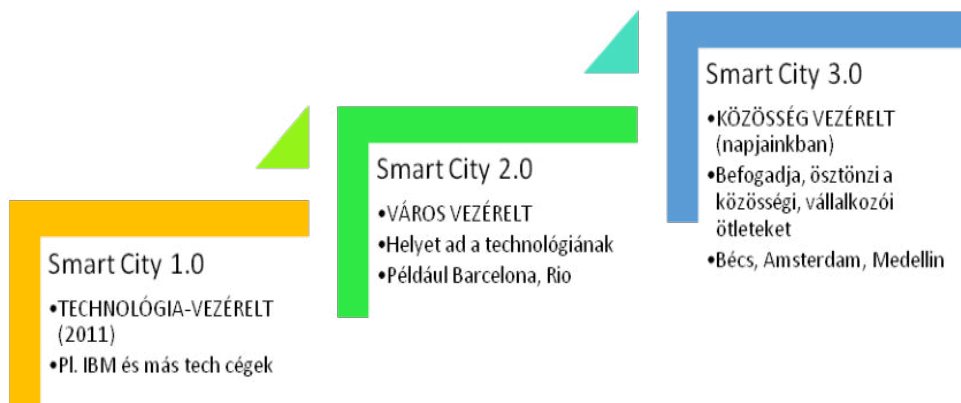 Smart City 1.0
•TECHNOLÓGIA-VEZÉRELT
(2011)
•Pl. IBM és más tech cégek
Smart City 2.0
•VÁROS VEZÉRELT
•Helyet ad a technológiának
•Például Barcelona, Rio
Smart City 3.0
•KÖZÖSSÉG VEZÉRELT
(napjainkban)
•Befogadja, ösztönzi a
közösségi, vállalkozói
ötleteket
•Bécs, Amsterdam, Medellin